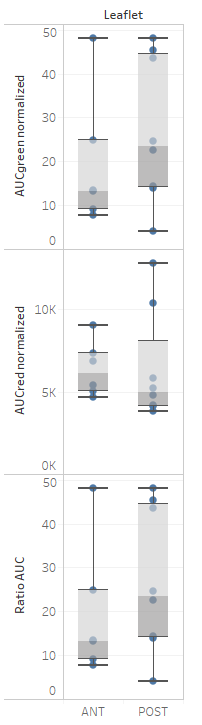 Leaflet
AUCgreen normalized
50
40
30
20
10
0
AUCred normalized
10K
5K
0K
Ratio AUC
50
40
30
20
10
0
ANT POST